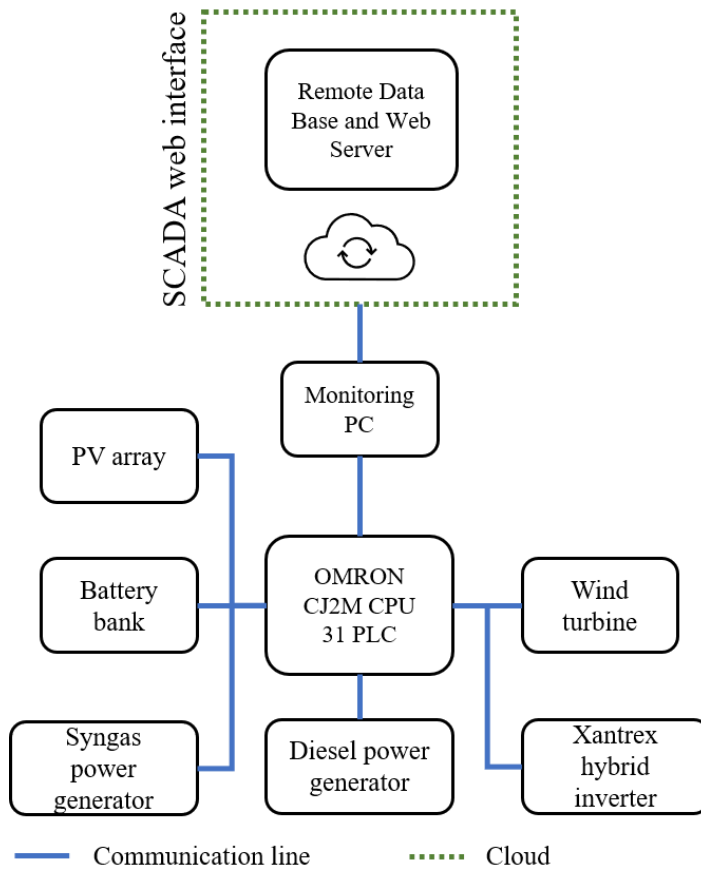 SCADA web interface
Remote Data
Base and Web
Server
Monitoring
PC
PV array
Battery
bank
OMRON
CJ2M CPU
31 PLC
Wind
turbine
Syngas
power
generator
Diesel power
generator
Xantrex
hybrid
inverter
Communication line
Cloud